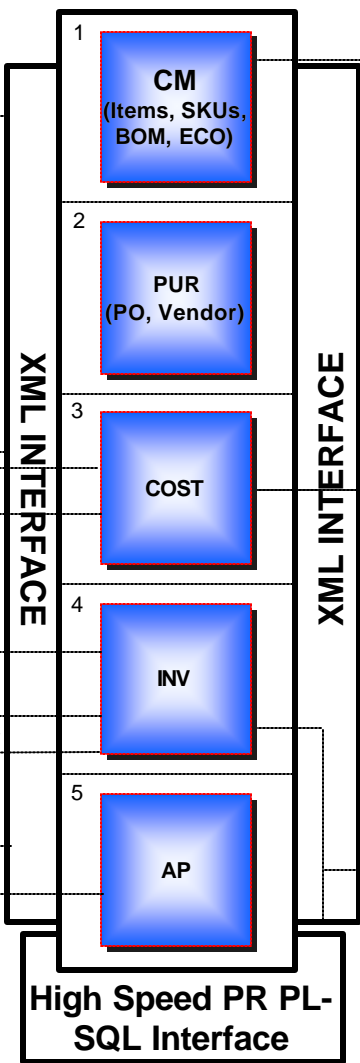 1
CM
(Items, SKUs,
BOM, ECO)
2
PUR
(PO, Vendor)
XML INTERFACE
XML INTERFACE
3
COST
4
INV
5
AP
High Speed PR PL-
SQL Interface